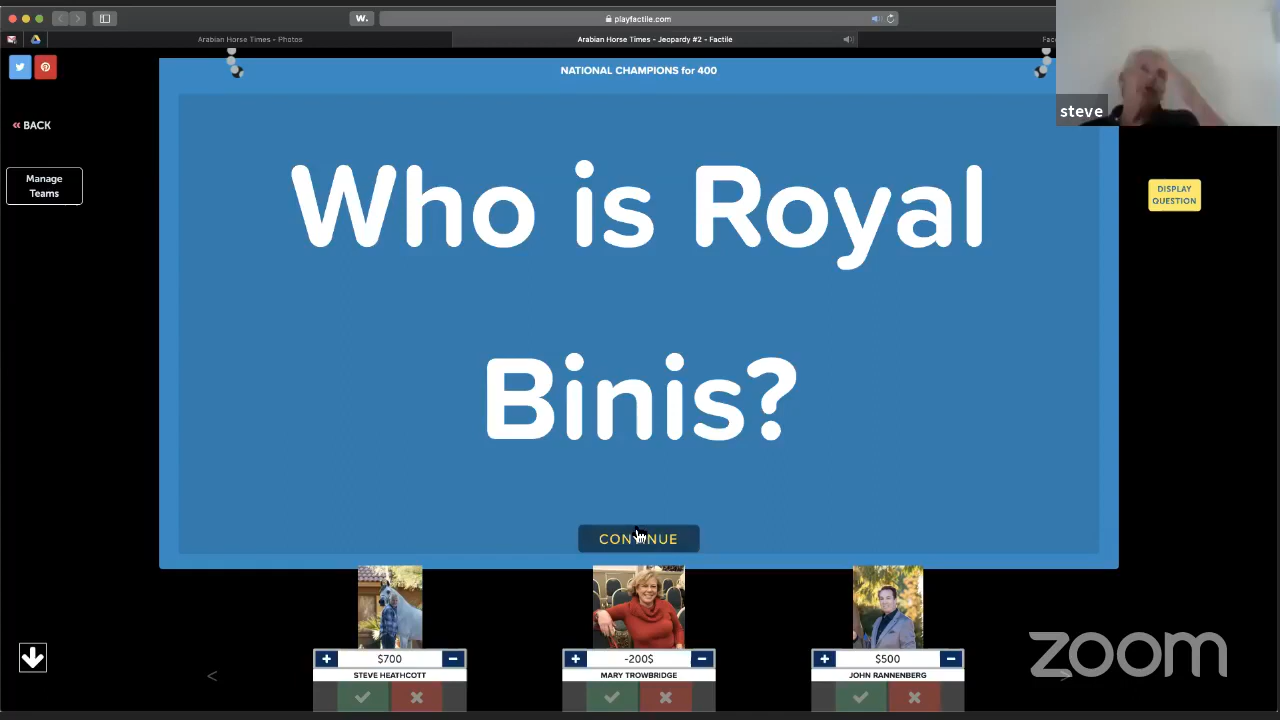 W.
playfactile.com
Arabian Horse Times - Photos
Arabian Horse Times - Jeopardy #2 - Factile
NATIONAL CHAMPIONS for 400
steve
« BACK
Manage
Teams
DISPLAY
QUESTION
Who is Royal
Binis?
CONTINUE
+ $700 −
STEVE HEATHCOTT
+ -200$ −
MARY TROWBRIDGE
+ $500 −
JOHN RANNENBERG
< >
zoom